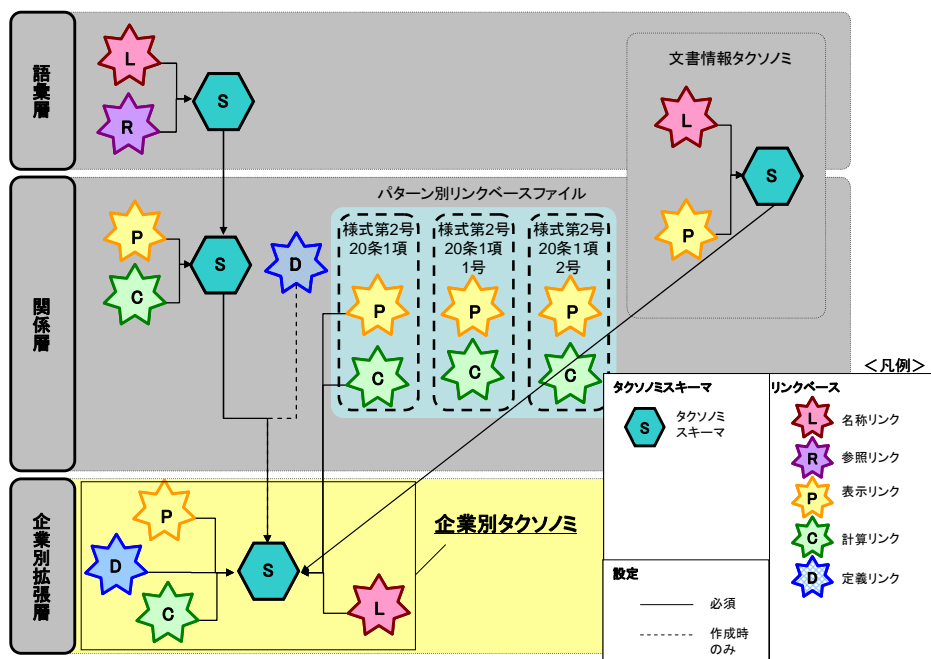 語彙層
L
R
S
文書情報タクソノミ
L
P
S
関係層
P
C
S
D
パターン別リンクベースファイル
様式第2号
20条1項
P
C
様式第2号
20条1項
1号
P
C
様式第2号
20条1項
2号
P
C
企業別拡張層
P
D
C
S
L
企業別タクソノミ
＜凡例＞
タクソノミスキーマ
S
タクソノミ
スキーマ
リンクベース
L 名称リンク
R 参照リンク
P 表示リンク
C 計算リンク
D 定義リンク
設定
必須
作成時
のみ